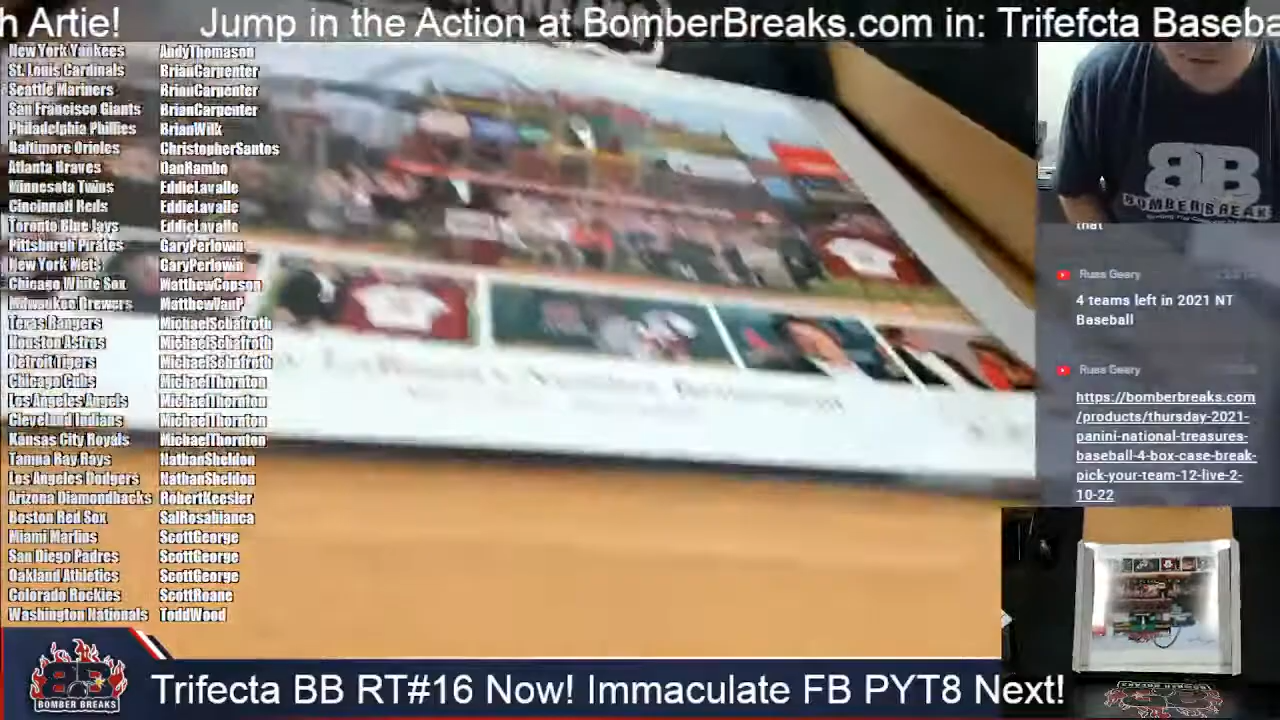 h Artie! Jump in the Action at BomberBreaks.com in: Trifefcta Baseba
New York Yankees AndyThomason
St. Louis Cardinals BrianCarpenter
Seattle Mariners BrianCarpenter
San Francisco Giants BrianCarpenter
Philadelphia Phillies BrianWilk
Baltimore Orioles ChristopherSantos
Atlanta Braves DanRambo
Minnesota Twins EddieLavalle
Cincinnati Reds EddieLavalle
Toronto Blue Jays EddieLavalle
Pittsburgh Pirates GaryPerlowin
New York Mets GaryPerlowin
Chicago White Sox MatthewCopson
Milwaukee Brewers MatthewVanP
Texas Rangers MichaelSchafroth
Houston Astros MichaelSchafroth
Detroit Tigers MichaelSchafroth
Chicago Cubs MichaelThornton
Los Angeles Angels MichaelThornton
Cleveland Indians MichaelThornton
Kansas City Royals MichaelThornton
Tampa Bay Rays NathanSheldon
Los Angeles Dodgers NathanSheldon
Arizona Diamondbacks RobertKeesler
Boston Red Sox SalRosabianca
Miami Marlins ScottGeorge
San Diego Padres ScottGeorge
Oakland Athletics ScottGeorge
Colorado Rockies ScottRoane
Washington Nationals ToddWood
BB
BOMBER BREAKS
that
Russ Geary
4 teams left in 2021 NT
Baseball
Russ Geary
https://bomberbreaks.com
/products/thursday-2021-
panini-national-treasures-
baseball-4-box-case-break-
pick-your-team-12-live-2-
10-22
BB
BOMBER BREAKS
Trifecta BB RT#16 Now! Immaculate FB PYT8 Next!